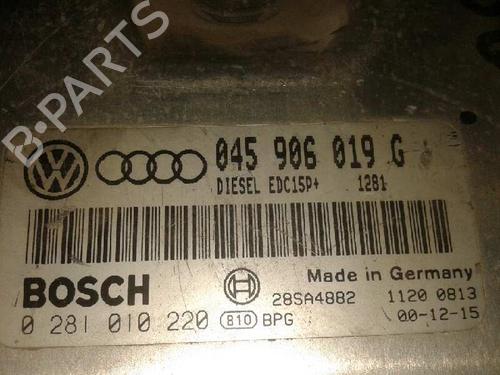 B-PARTS
045 906 019 G
DIESEL EDC15P+ 1281
BOSCH
Made in Germany
28SA4882 1120 0813
0 281 010 220 810 BPG 00-12-15